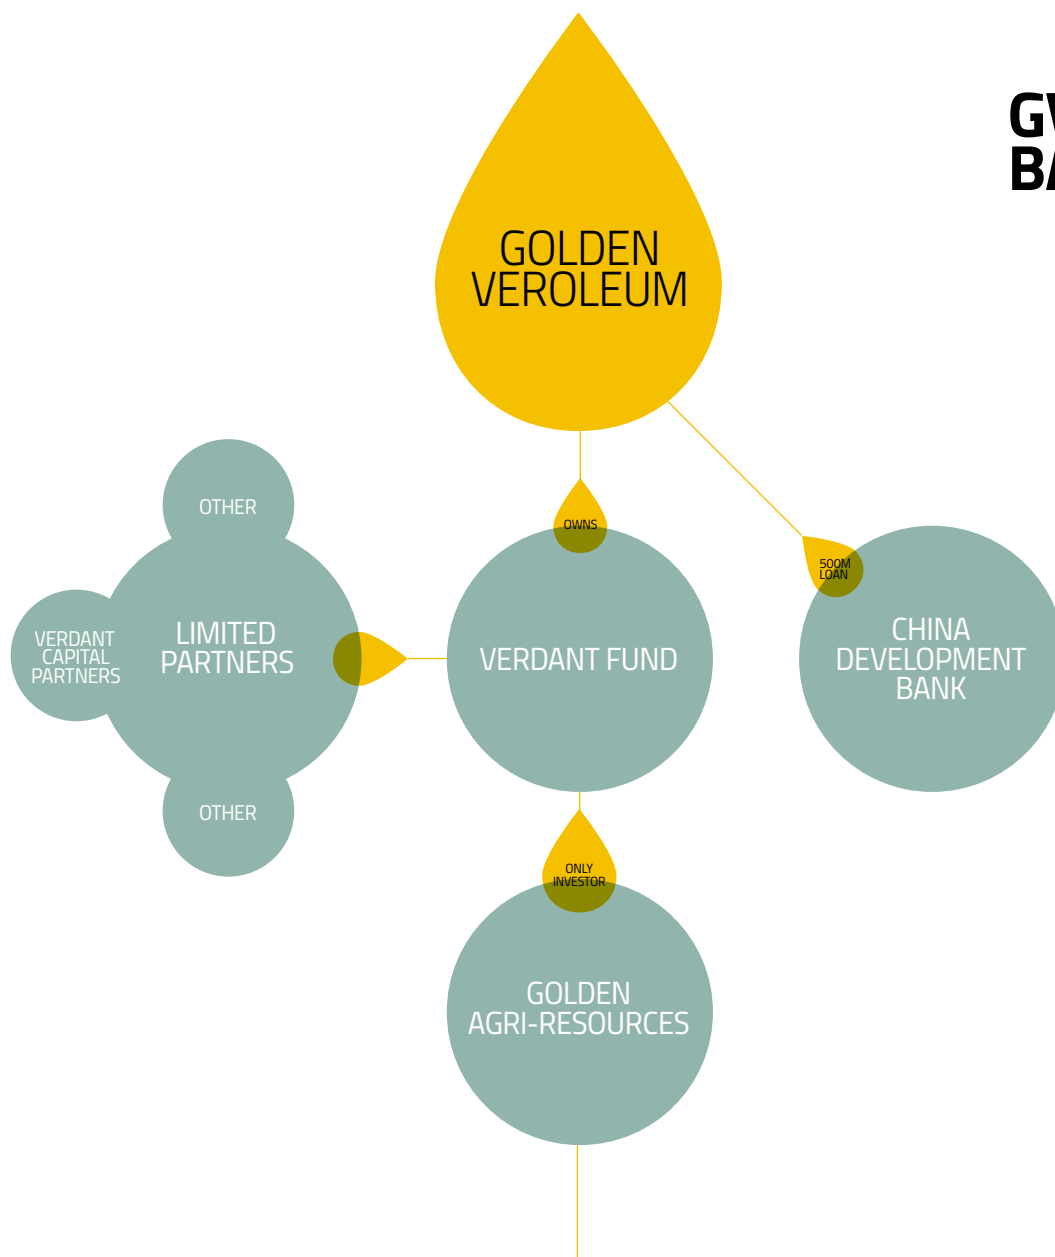 GOLDEN
VEROLEUM
OWNS
500M
LOAN
OTHER
VERDANT
CAPITAL
PARTNERS
LIMITED
PARTNERS
VERDANT FUND
CHINA
DEVELOPMENT
BANK
OTHER
ONLY
INVESTOR
GOLDEN
AGRI-RESOURCES